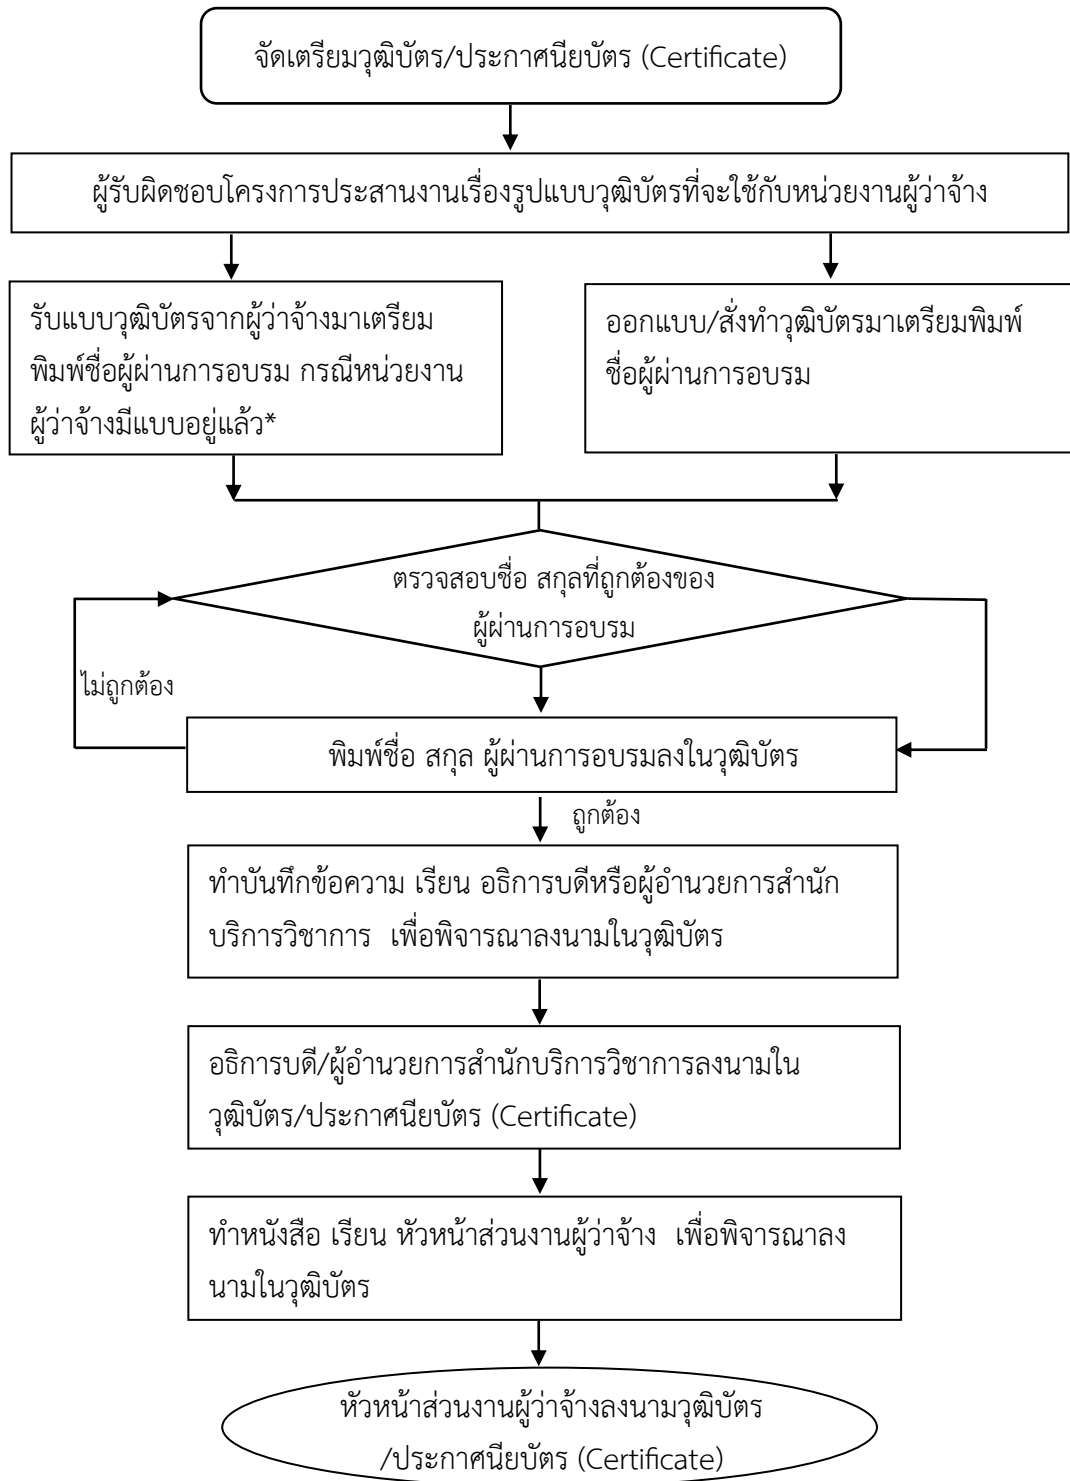 จัดเตรียมวุฒิบัตร/ประกาศนียบัตร (Certificate)
ผู้รับผิดชอบโครงการประสานงานเรื่องรูปแบบวุฒิบัตรที่จะใช้กับหน่วยงานผู้ว่าจ้าง
รับแบบวุฒิบัตรจากผู้ว่าจ้างมาเตรียม
พิมพ์ชื่อผู้ผ่านการอบรม กรณีหน่วยงาน
ผู้ว่าจ้างมีแบบอยู่แล้ว*
ออกแบบ/สั่งทำวุฒิบัตรมาเตรียมพิมพ์
ชื่อผู้ผ่านการอบรม
ตรวจสอบชื่อ สกุลที่ถูกต้องของ
ผู้ผ่านการอบรม
ไม่ถูกต้อง
พิมพ์ชื่อ สกุล ผู้ผ่านการอบรมลงในวุฒิบัตร
ถูกต้อง
ทำบันทึกข้อความ เรียน อธิการบดีหรือผู้อำนวยการสำนัก
บริการวิชาการ เพื่อพิจารณาลงนามในวุฒิบัตร
อธิการบดี/ผู้อำนวยการสำนักบริการวิชาการลงนามใน
วุฒิบัตร/ประกาศนียบัตร (Certificate)
ทำหนังสือ เรียน หัวหน้าส่วนงานผู้ว่าจ้าง เพื่อพิจารณาลง
นามในวุฒิบัตร
หัวหน้าส่วนงานผู้ว่าจ้างลงนามวุฒิบัตร
/ประกาศนียบัตร (Certificate)